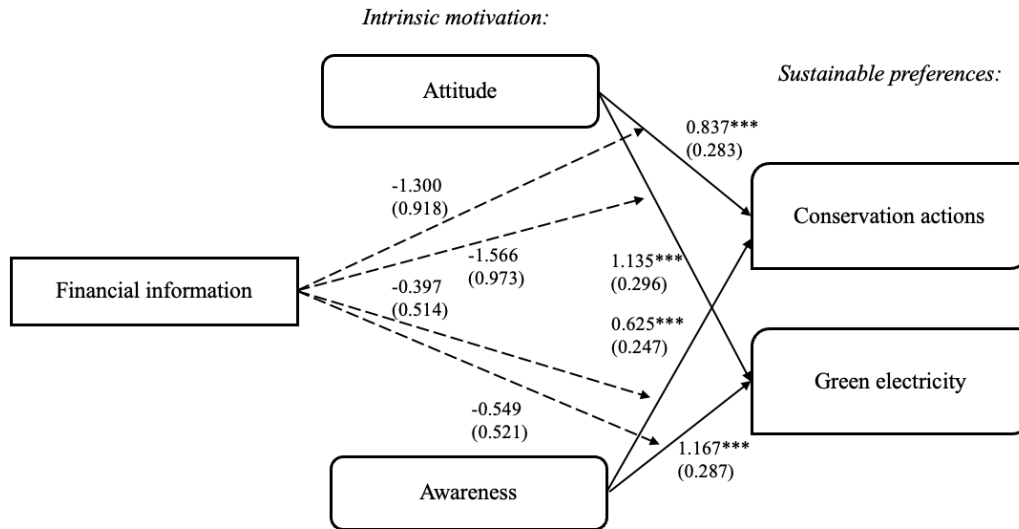 Intrinsic motivation:
Attitude
Sustainable preferences:
0.837***
(0.283)
-1.300
(0.918)
Conservation actions
-1.566
(0.973)
1.135***
(0.296)
Financial information
-0.397
(0.514)
0.625***
(0.247)
Green electricity
-0.549
(0.521)
1.167***
(0.287)
Awareness